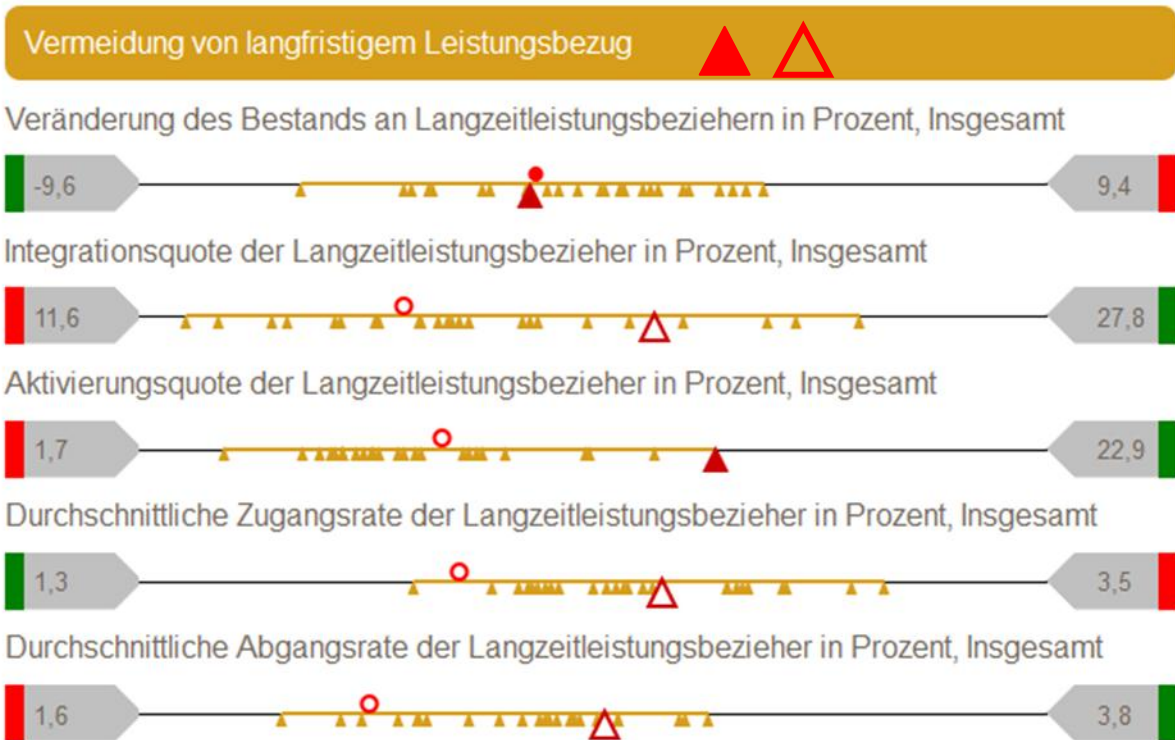 Vermeidung von langfristigem Leistungsbezug
Veränderung des Bestands an Langzeitleistungsbeziehern in Prozent, Insgesamt
-9,6 9,4
Integrationsquote der Langzeitleistungsbezieher in Prozent, Insgesamt
11,6 27,8
Aktivierungsquote der Langzeitleistungsbezieher in Prozent, Insgesamt
1,7 22,9
Durchschnittliche Zugangsrate der Langzeitleistungsbezieher in Prozent, Insgesamt
1,3 3,5
Durchschnittliche Abgangsrate der Langzeitleistungsbezieher in Prozent, Insgesamt
1,6 3,8